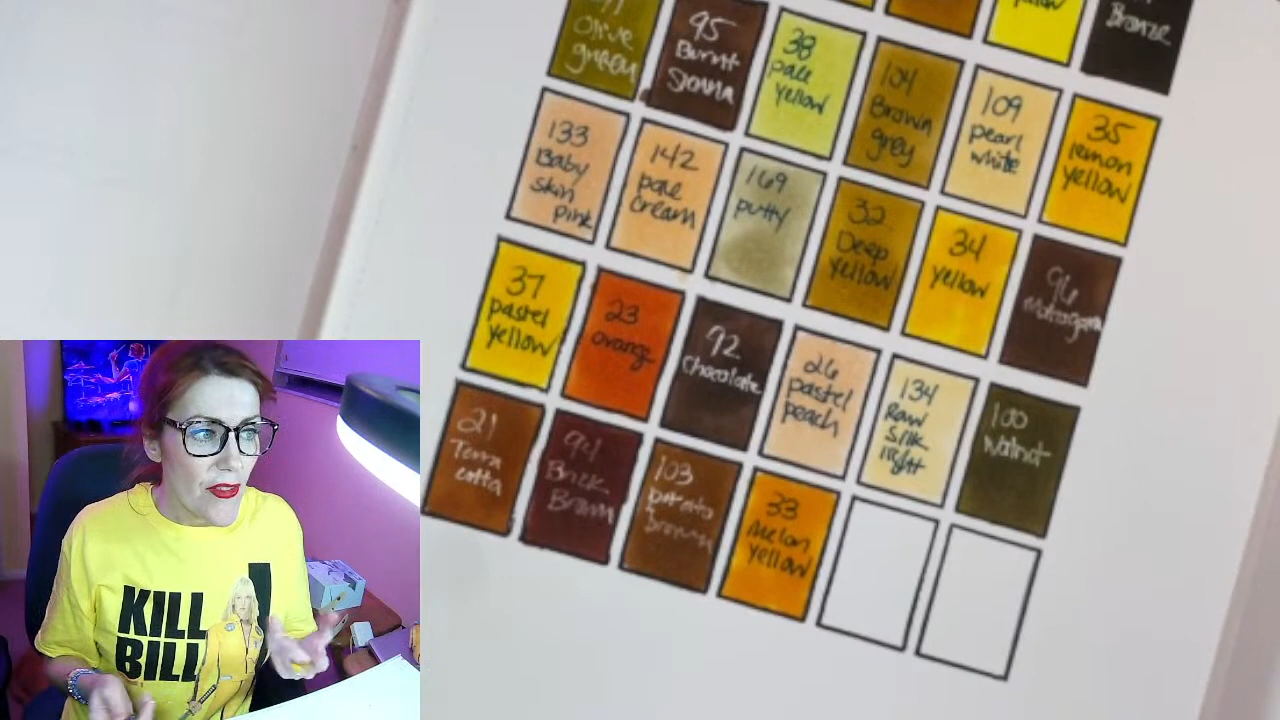 Olive
green
95
Burnt
Sienna
38
pale
yellow
104
Brown
grey
109
pearl
white
35
lemon
yellow
yellow
Bronze
133
Baby
skin
pink
142
pale
cream
169
putty
32
Deep
yellow
34
yellow
96
37
pastel
yellow
23
orange
92
Chocolate
26
pastel
peach
134
Raw
Silk
light
100
Walnut
21
Terra
cotta
94
Brick
Brown
103
potato
brown
33
Melon
yellow
KILL
BILL